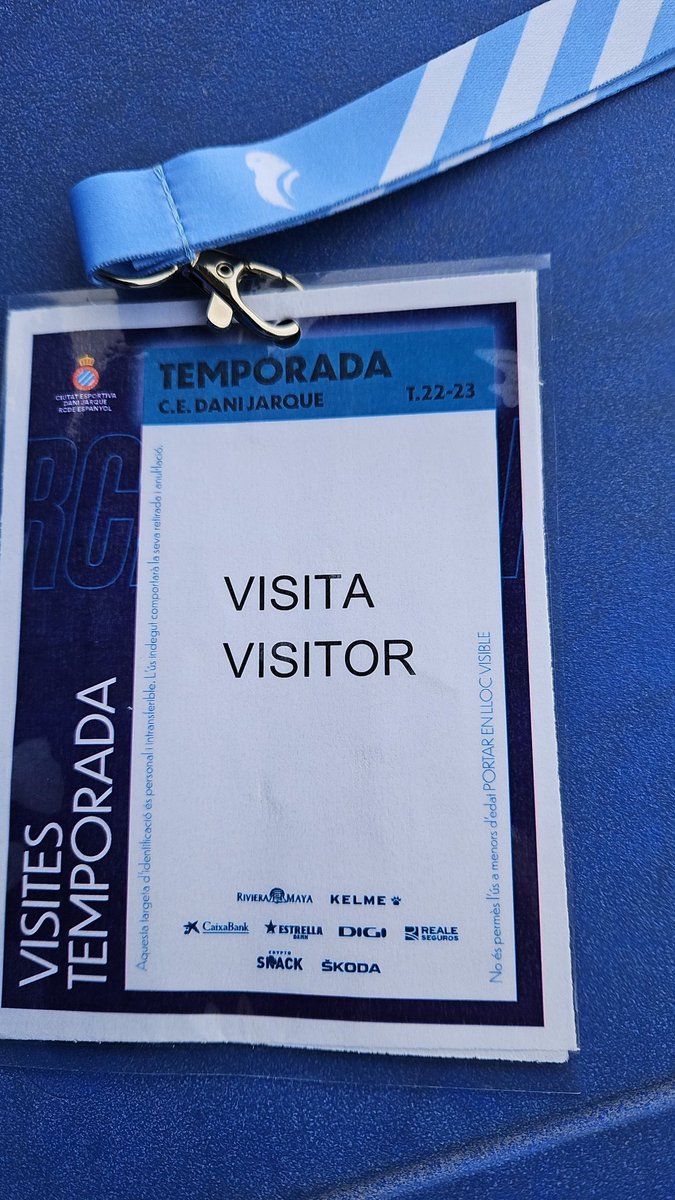 CIUTAT ESPORTIVA
DANI JARQUE
RCDE ESPANYOL
TEMPORADA
C.E. DANI JARQUE T.22-23
VISITA
VISITOR
Aquesta targeta d'identificació és personal i intransferible. L'ús indegut comportarà la seva retirada i anul·lació.
No és permès l'ús a menors d'edat PORTAR EN LLOC VISIBLE
VISITES
TEMPORADA
RIVIERA MAYA KELME
CaixaBank ESTRELLA DAMM DIGI REALE SEGUROS
CRYPTO SNACK ŠKODA